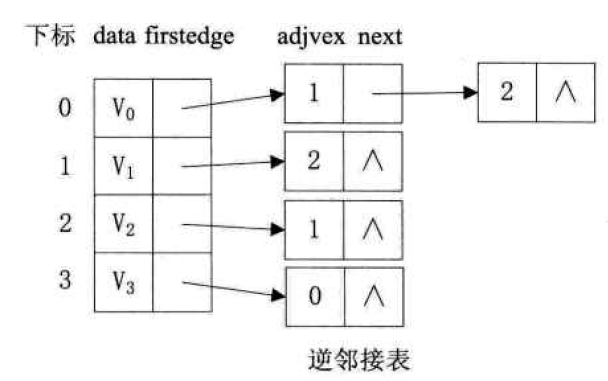 下标 data firstedge adjvex next
0 V₀ 1 2 ∧
1 V₁ 2 ∧
2 V₂ 1 ∧
3 V₃ 0 ∧
逆邻接表